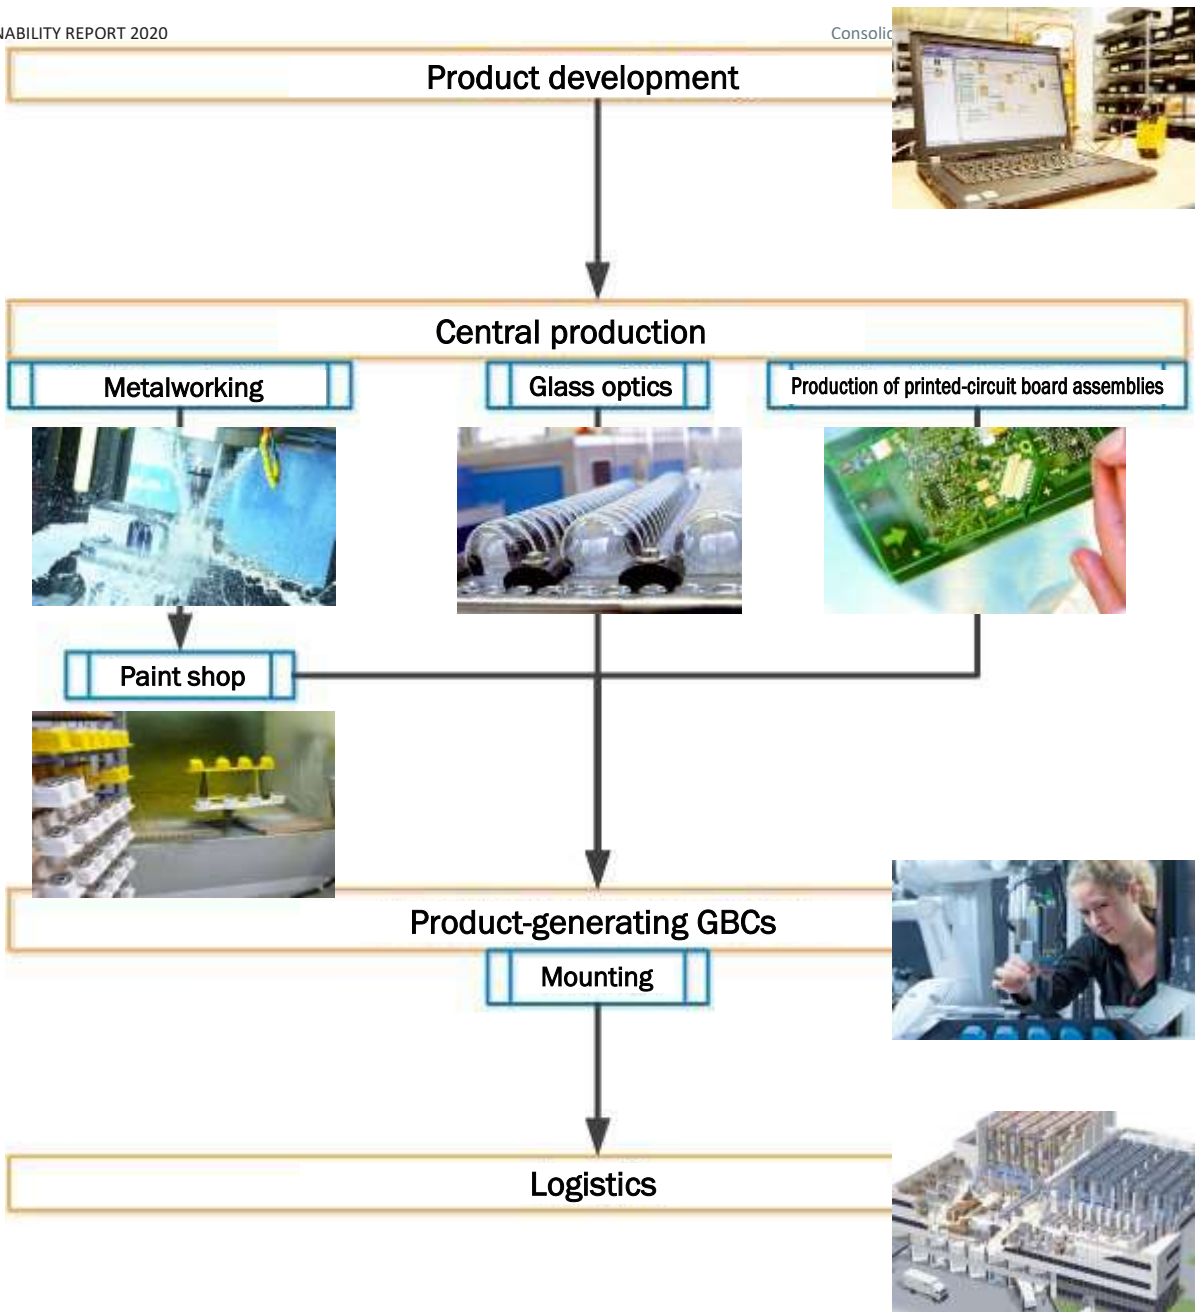 NABILITY REPORT 2020
Consolid
Product development
Central production
Metalworking
Glass optics
Production of printed-circuit board assemblies
Paint shop
Product-generating GBCs
Mounting
Logistics